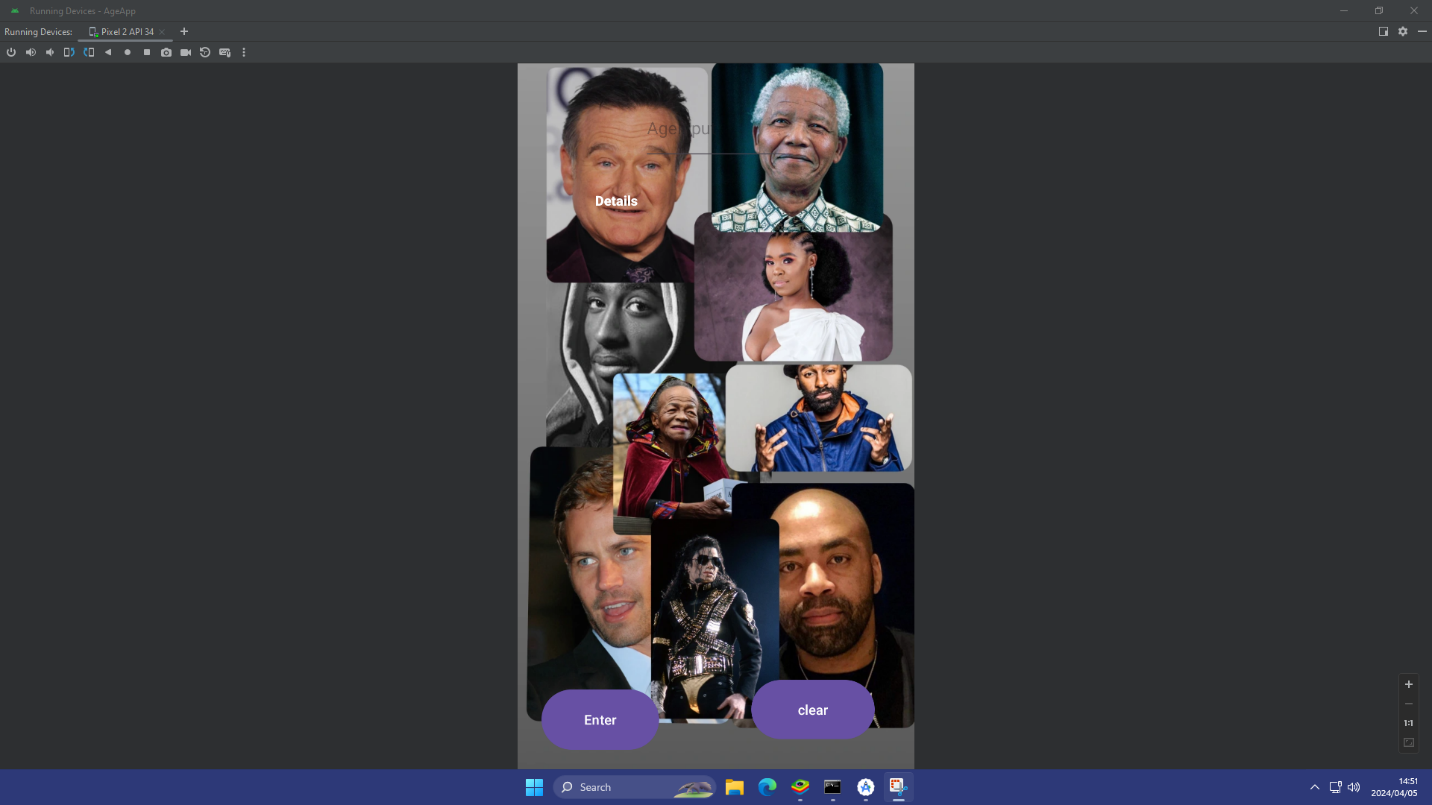 Running Devices - AgeApp
Running Devices:
Pixel 2 API 34
Details
Enter
clear
1:1
Search
14:51
2024/04/05